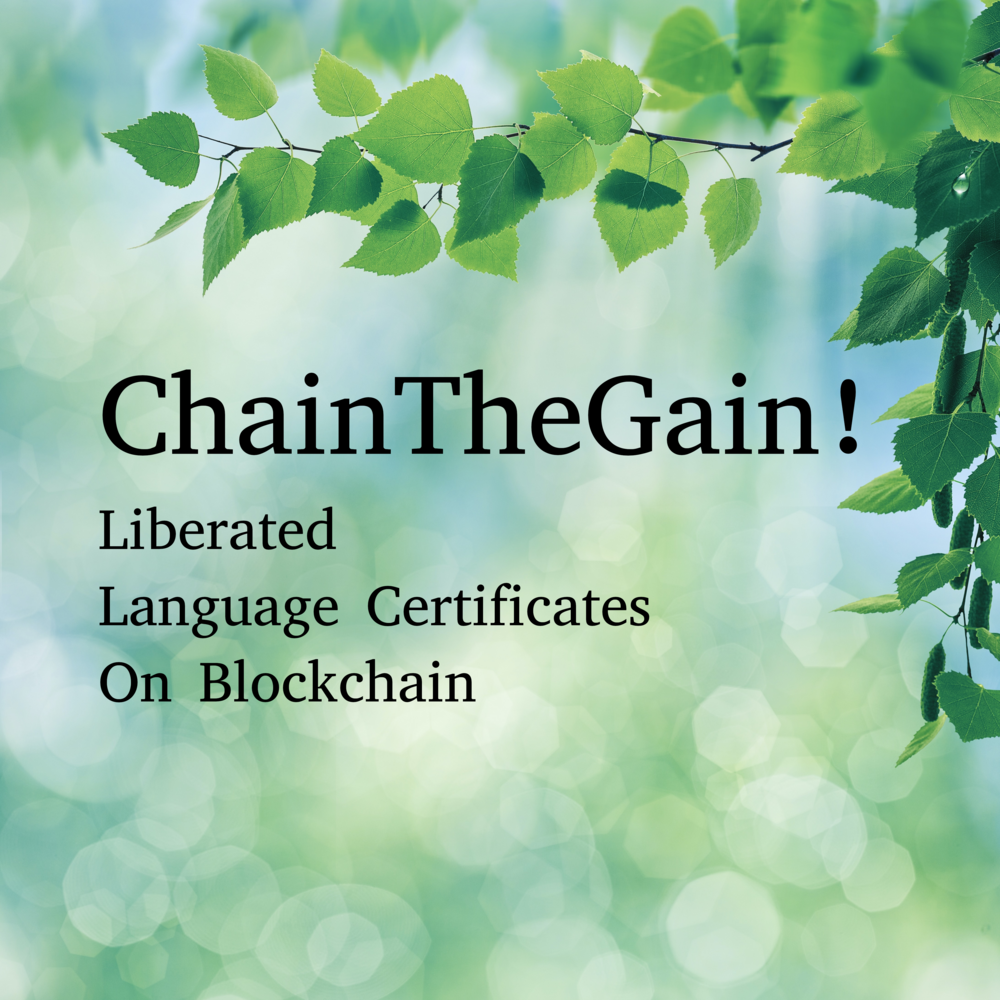 ChainTheGain!
Liberated
Language Certificates
On Blockchain